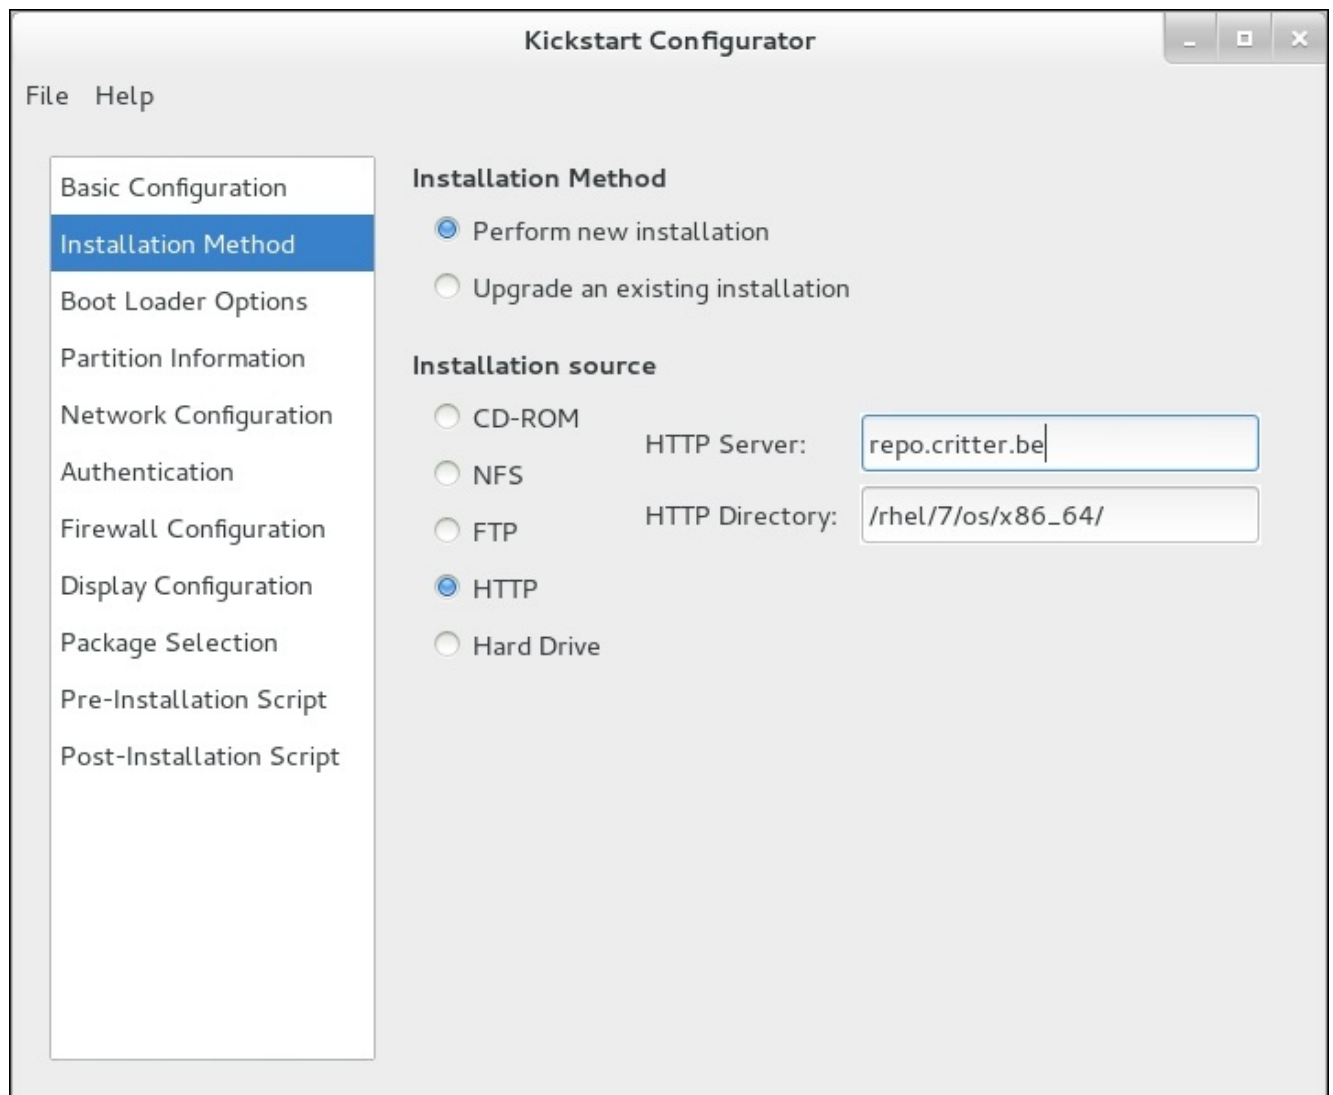 Kickstart Configurator
File Help
Basic Configuration
Installation Method
Boot Loader Options
Partition Information
Network Configuration
Authentication
Firewall Configuration
Display Configuration
Package Selection
Pre-Installation Script
Post-Installation Script
Installation Method
Perform new installation
Upgrade an existing installation
Installation source
CD-ROM
NFS
FTP
HTTP
Hard Drive
HTTP Server: repo.critter.be
HTTP Directory: /rhel/7/os/x86_64/